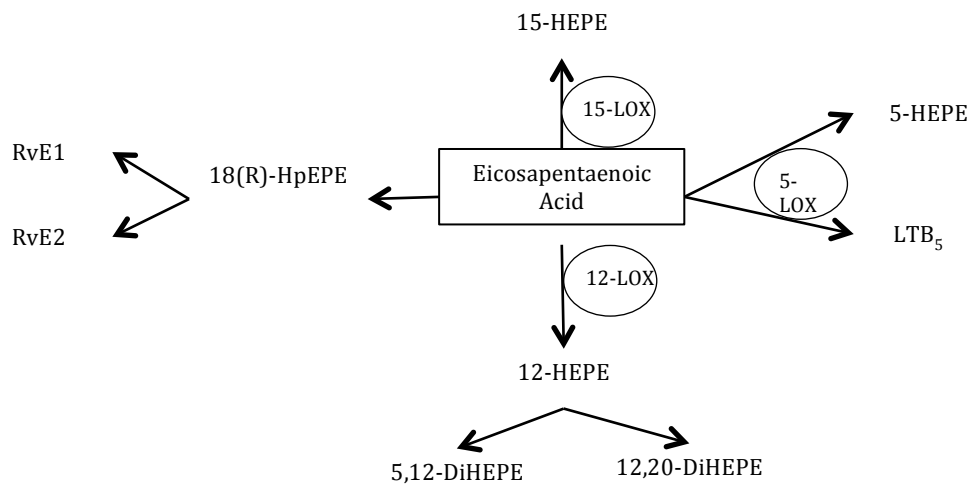 15-HEPE
15-LOX
5-HEPE
RvE1
18(R)-HpEPE
Eicosapentaenoic
Acid
5-
LOX
RvE2
LTB₅
12-LOX
12-HEPE
5,12-DiHEPE
12,20-DiHEPE